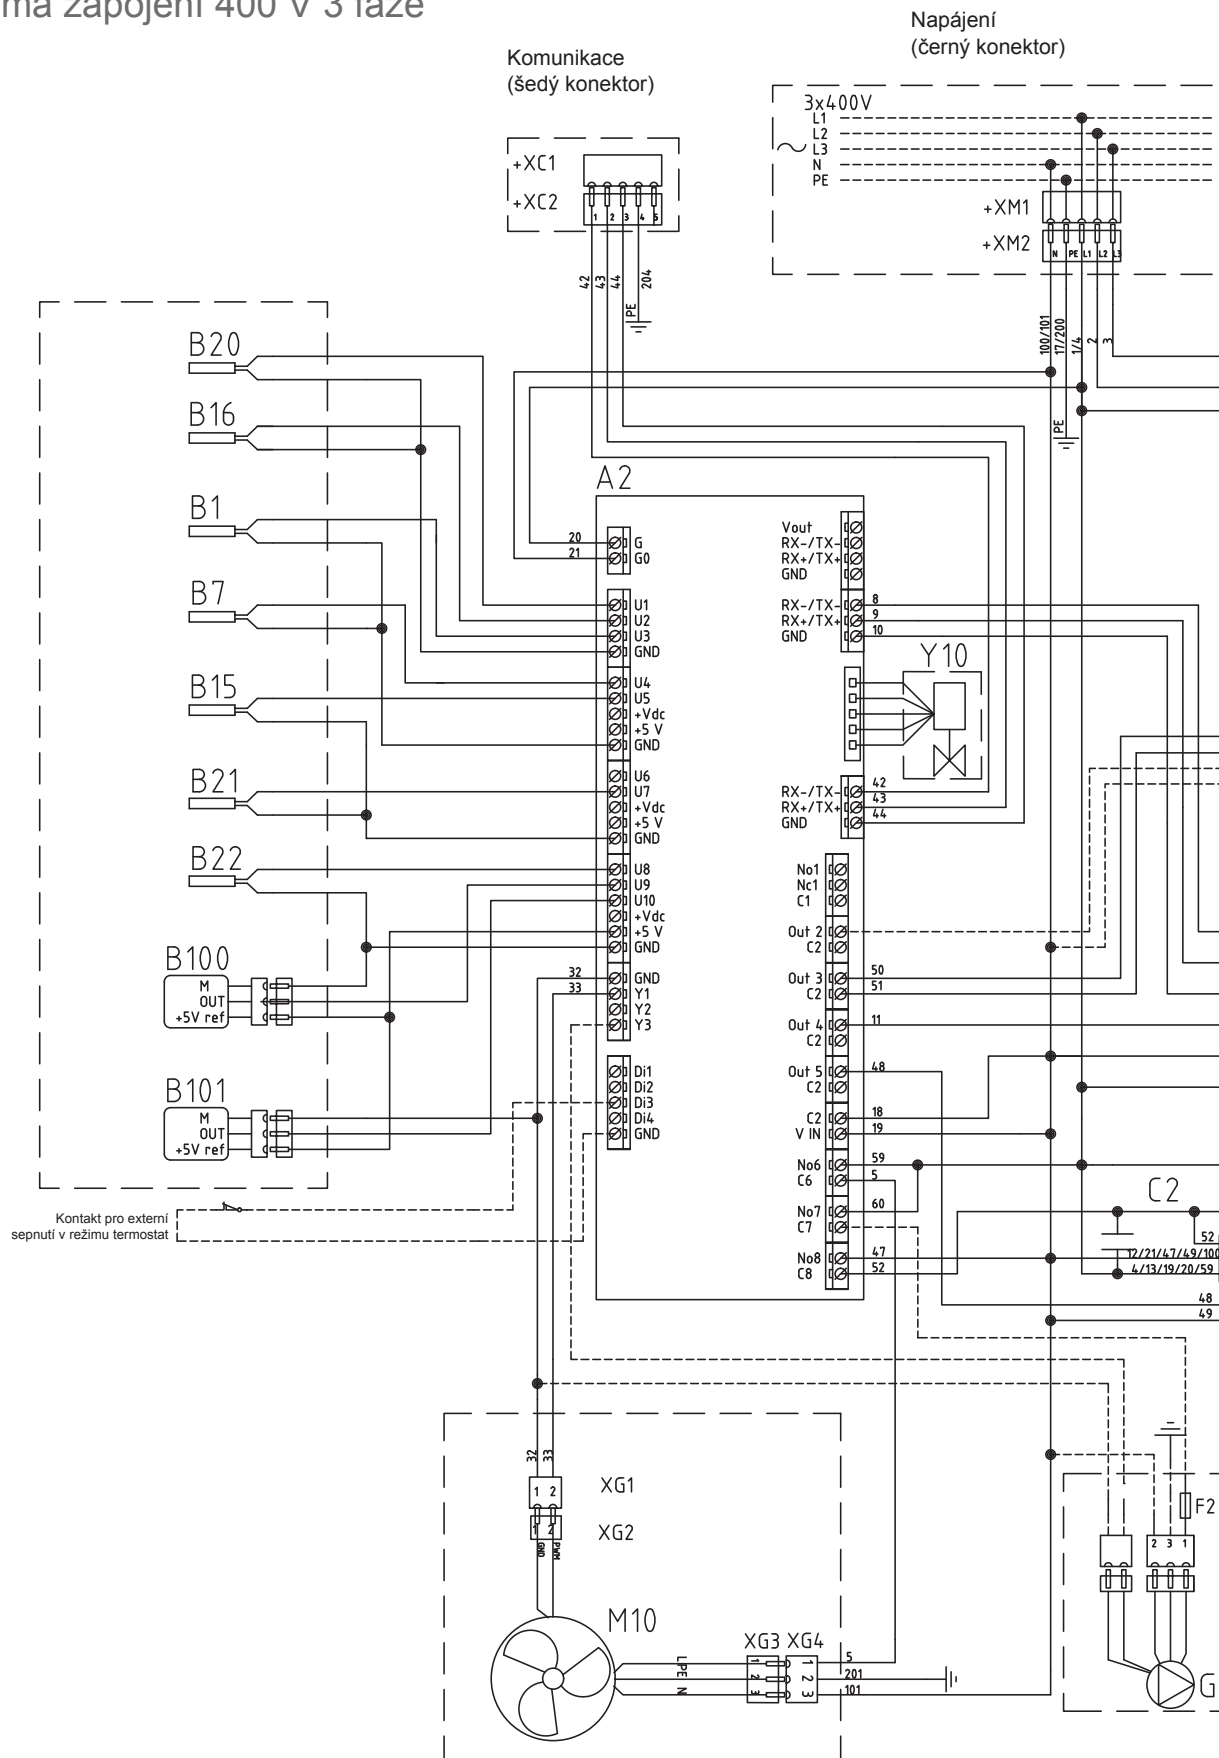 ma zapojení 400 V 3 fáze
Napájení
(černý konektor)
Komunikace
(šedý konektor)
3x400V
L1
L2
L3
N
PE
+XC1
+XC2
1 2 3 4 5
+XM1
+XM2
N PE L1 L2 L3
42 43 44 PE 204
100/101 17/200 1/4 2 3
PE
B20
B16
B1
B7
B15
B21
B22
B100
M
OUT
+5V ref
B101
M
OUT
+5V ref
Kontakt pro externí
sepnutí v režimu termostat
A2
20 G
21 G0
U1
U2
U3
GND
U4
U5
+Vdc
+5 V
GND
U6
U7
+Vdc
+5 V
GND
U8
U9
U10
+Vdc
+5 V
GND
32 GND
33 Y1
Y2
Y3
Di1
Di2
Di3
Di4
GND
Vout
RX-/TX-
RX+/TX+
GND
RX-/TX- 8
RX+/TX+ 9
GND 10
Y10
RX-/TX- 42
RX+/TX+ 43
GND 44
No1
Nc1
C1
Out 2
C2
Out 3 50
C2 51
Out 4 11
C2
Out 5 48
C2
C2 18
V IN 19
No6 59
C6 5
No7 60
C7
No8 47
C8 52
C2
52
12/21/47/49/100
4/13/19/20/59
48
49
32 33
1 2
XG1
1 2
XG2
GND PWM
M10
L PE N
XG3 XG4
1 1 5
2 2 201
3 3 101
F2
2 3 1
G